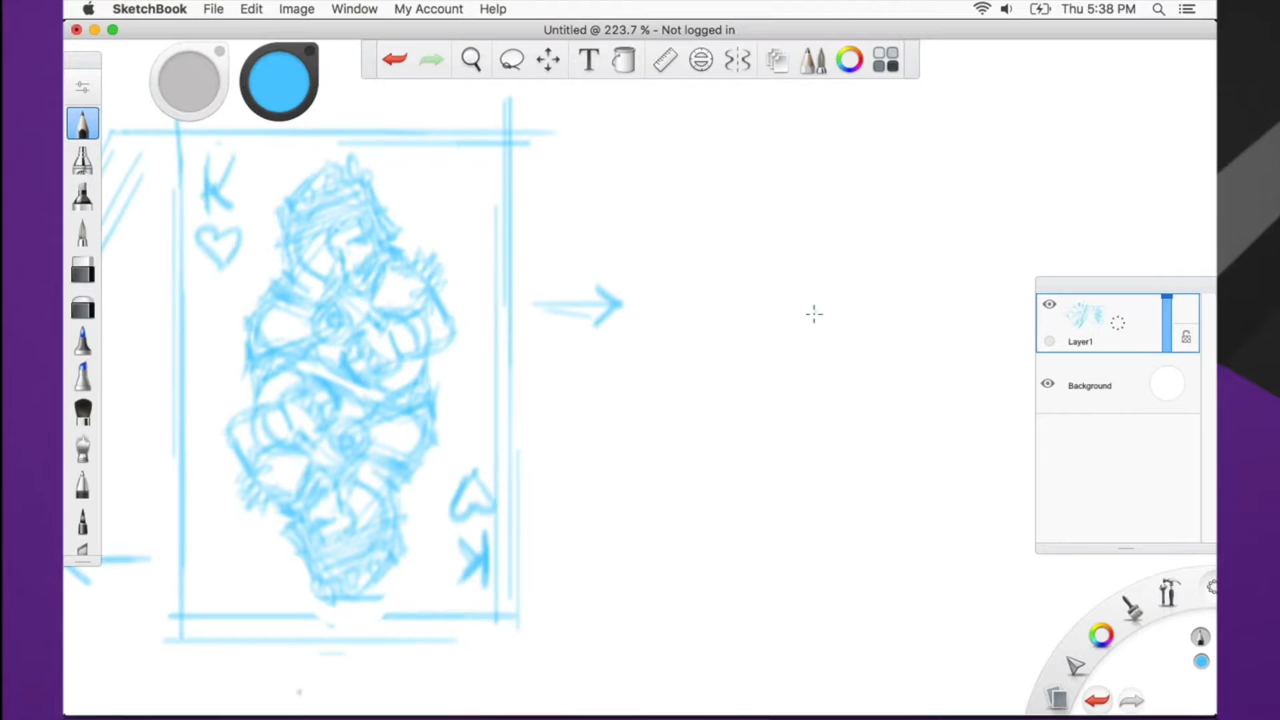 SketchBook File Edit Image Window My Account Help Thu 5:38 PM
Untitled @ 223.7 % - Not logged in
T
K
Layer1
Background
K